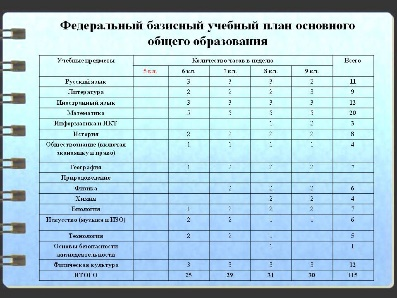 Федеральный базисный учебный план основного
общего образования
Учебные предметы Количество часов в неделю Всего
5 кл. 6 кл. 7 кл. 8 кл. 9 кл.
Русский язык 3 3 3 2 11
Литература 2 2 2 3 9
Иностранный язык 3 3 3 3 12
Математика 5 5 5 5 20
Информатика и ИКТ 1 2 3
История 2 2 2 2 8
Обществознание (включая
экономику и право) 1 1 1 1 4
География 1 2 2 2 7
Природоведение
Физика 2 2 2 6
Химия 2 2 4
Биология 1 2 2 2 7
Искусство (музыка и ИЗО) 2 2 1 1 6
Технология 2 2 1 5
Основы безопасности
жизнедеятельности 1 1
Физическая культура 3 3 3 3 12
ИТОГО 25 29 31 30 115